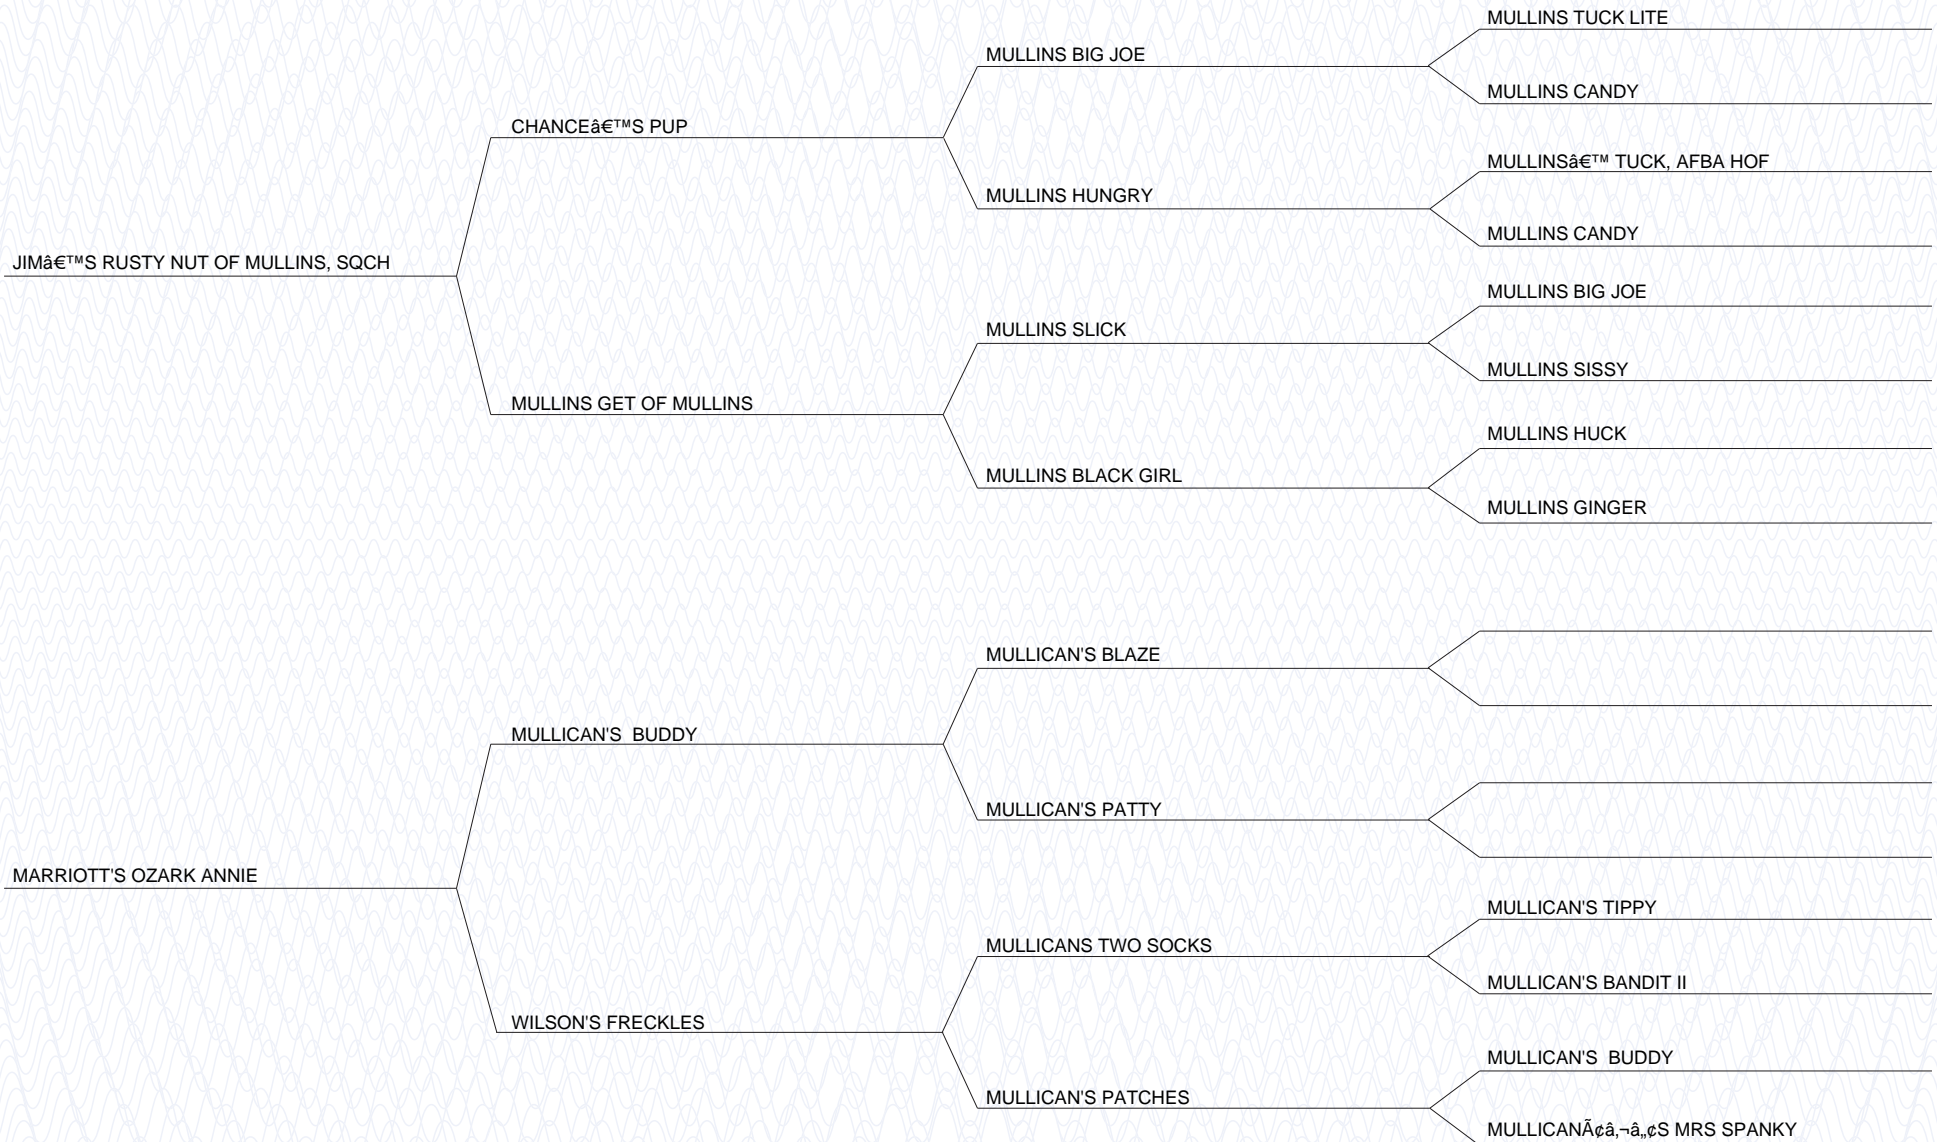 MULLINS TUCK LITE
MULLINS BIG JOE
MULLINS CANDY
CHANCEâ€™S PUP
MULLINSâ€™ TUCK, AFBA HOF
MULLINS HUNGRY
MULLINS CANDY
JIMâ€™S RUSTY NUT OF MULLINS, SQCH
MULLINS BIG JOE
MULLINS SLICK
MULLINS SISSY
MULLINS GET OF MULLINS
MULLINS HUCK
MULLINS BLACK GIRL
MULLINS GINGER
MULLICAN'S BLAZE
MULLICAN'S  BUDDY
MULLICAN'S PATTY
MARRIOTT'S OZARK ANNIE
MULLICAN'S TIPPY
MULLICANS TWO SOCKS
MULLICAN'S BANDIT II
WILSON'S FRECKLES
MULLICAN'S  BUDDY
MULLICAN'S PATCHES
MULLICANÃ¢â‚¬â„¢S MRS SPANKY